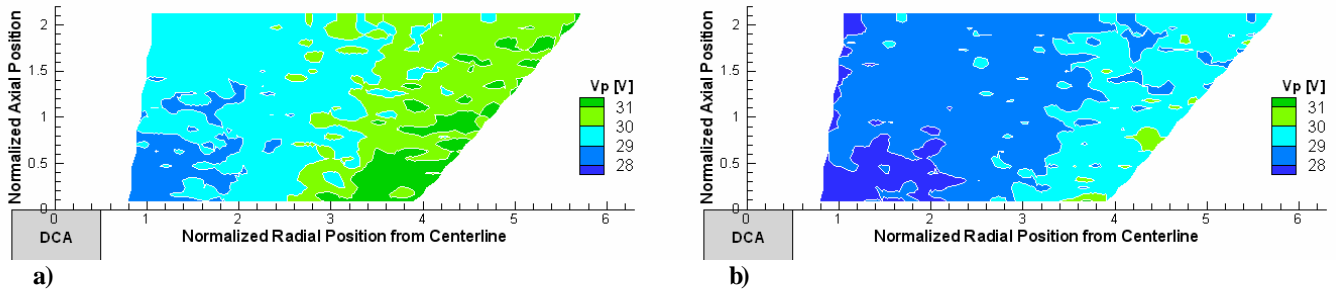 2
1.5
1
0.5
0
Normalized Axial Position
Vp [V]
31
30
29
28
0 1 2 3 4 5 6
DCA
Normalized Radial Position from Centerline
a)
2
1.5
1
0.5
0
Normalized Axial Position
Vp [V]
31
30
29
28
0 1 2 3 4 5 6
DCA
Normalized Radial Position from Centerline
b)